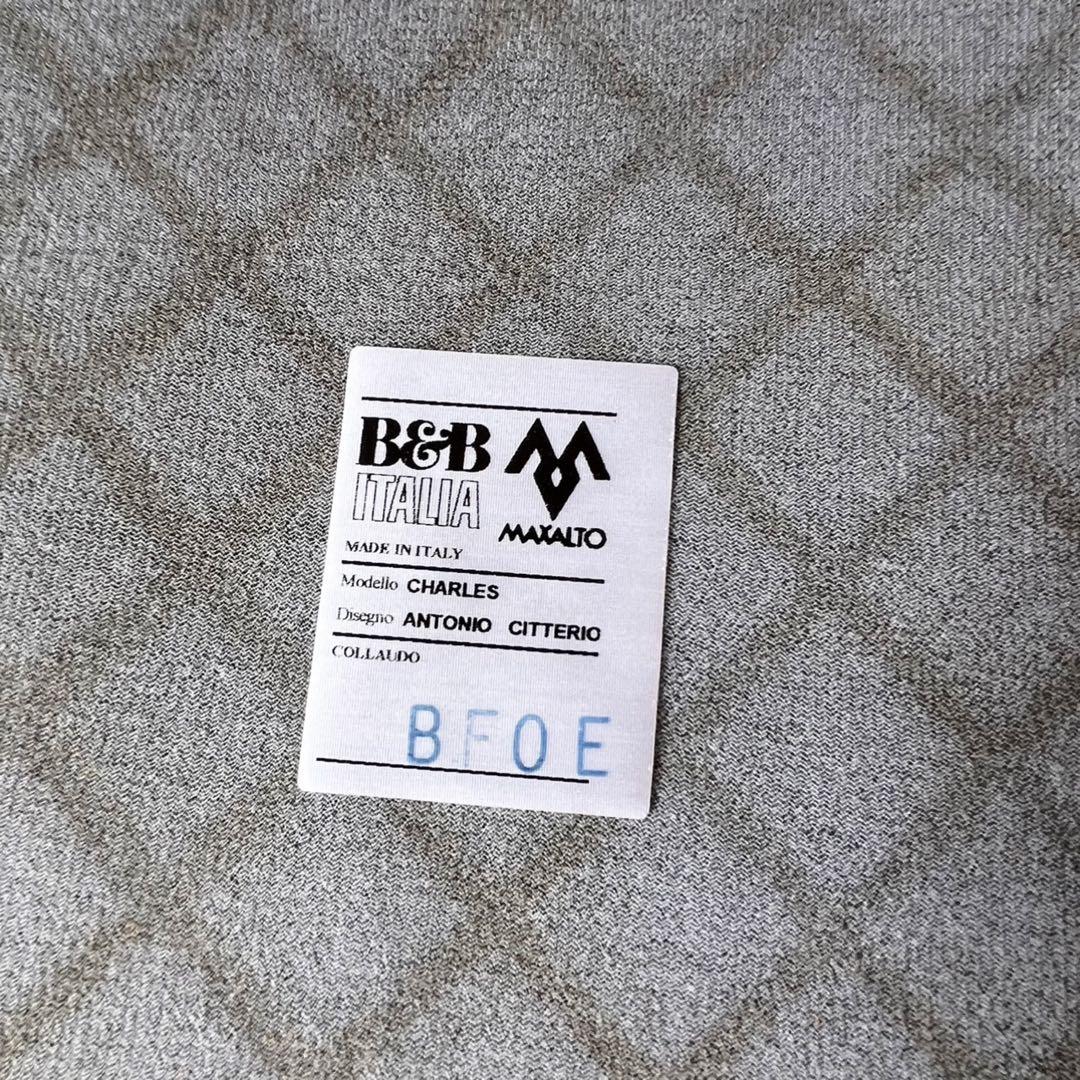 B&B
ITALIA
MAXALTO
MADE IN ITALY
Modello CHARLES
Disegno ANTONIO CITTERIO
COLLAUDO
BFOE